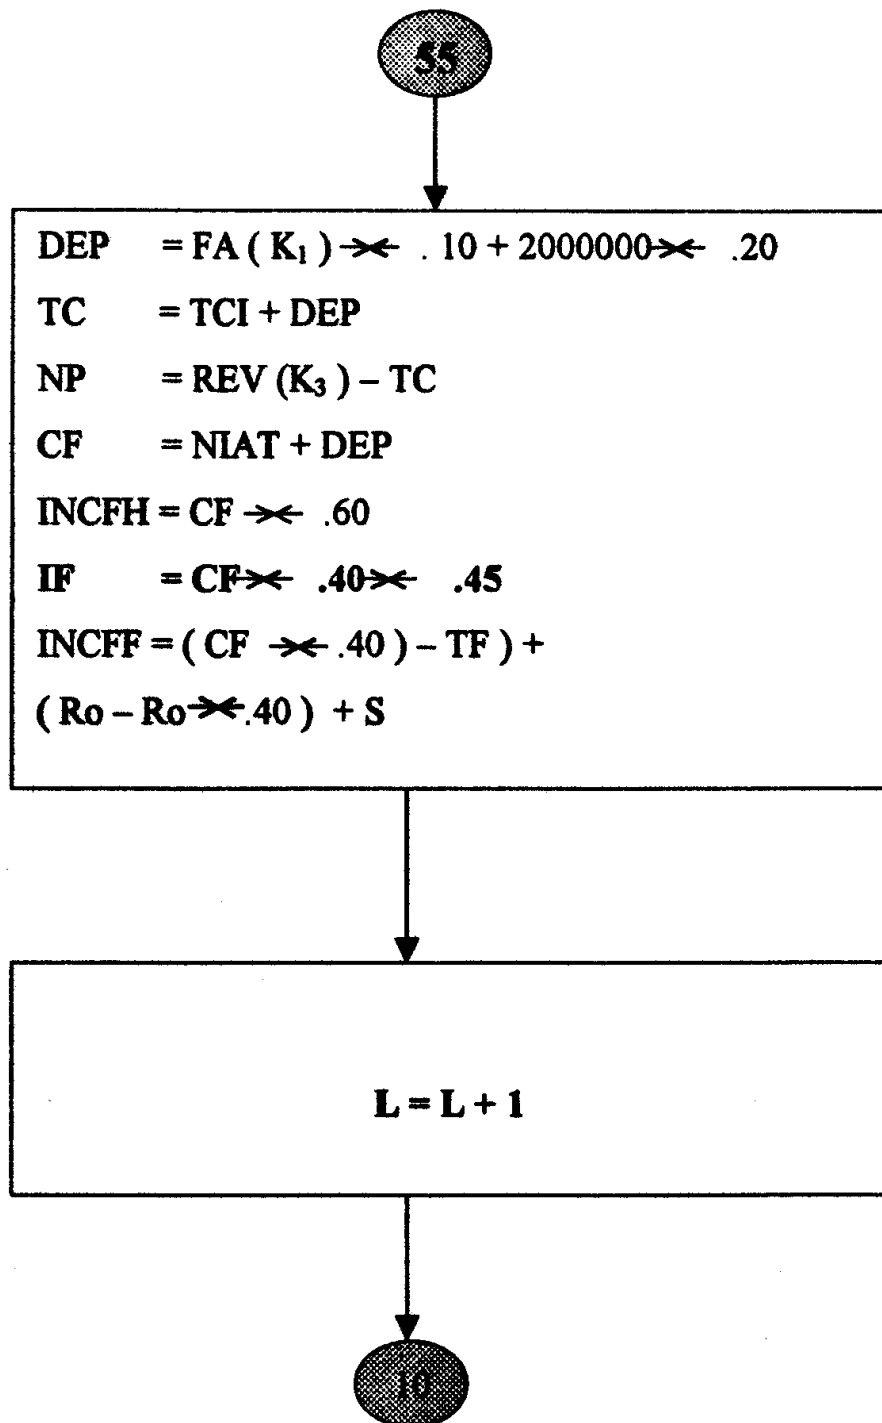 55
DEP = FA ( K₁ ) →← . 10 + 2000000→← .20
TC = TCI + DEP
NP = REV (K₃ ) – TC
CF = NIAT + DEP
INCFH = CF →← .60
IF = CF→← .40→← .45
INCFF = ( CF →← .40 ) – TF ) +
( Ro – Ro→←.40 ) + S
L = L + 1
10